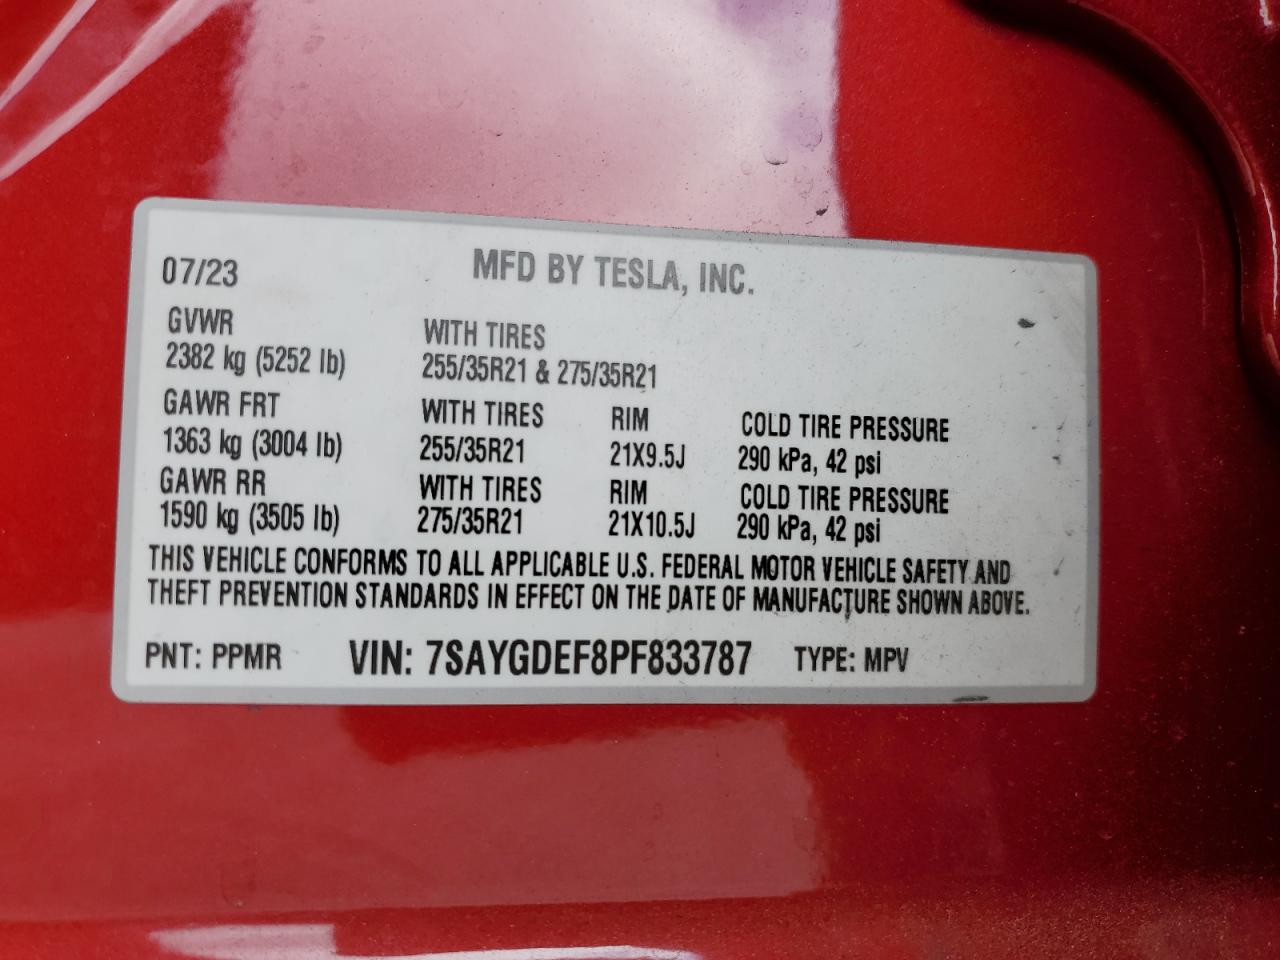 07/23 MFD BY TESLA, INC.
GVWR WITH TIRES
2382 kg (5252 lb) 255/35R21 & 275/35R21
GAWR FRT WITH TIRES RIM COLD TIRE PRESSURE
1363 kg (3004 lb) 255/35R21 21X9.5J 290 kPa, 42 psi
GAWR RR WITH TIRES RIM COLD TIRE PRESSURE
1590 kg (3505 lb) 275/35R21 21X10.5J 290 kPa, 42 psi
THIS VEHICLE CONFORMS TO ALL APPLICABLE U.S. FEDERAL MOTOR VEHICLE SAFETY AND
THEFT PREVENTION STANDARDS IN EFFECT ON THE DATE OF MANUFACTURE SHOWN ABOVE.
PNT: PPMR VIN: 7SAYGDEF8PF833787 TYPE: MPV